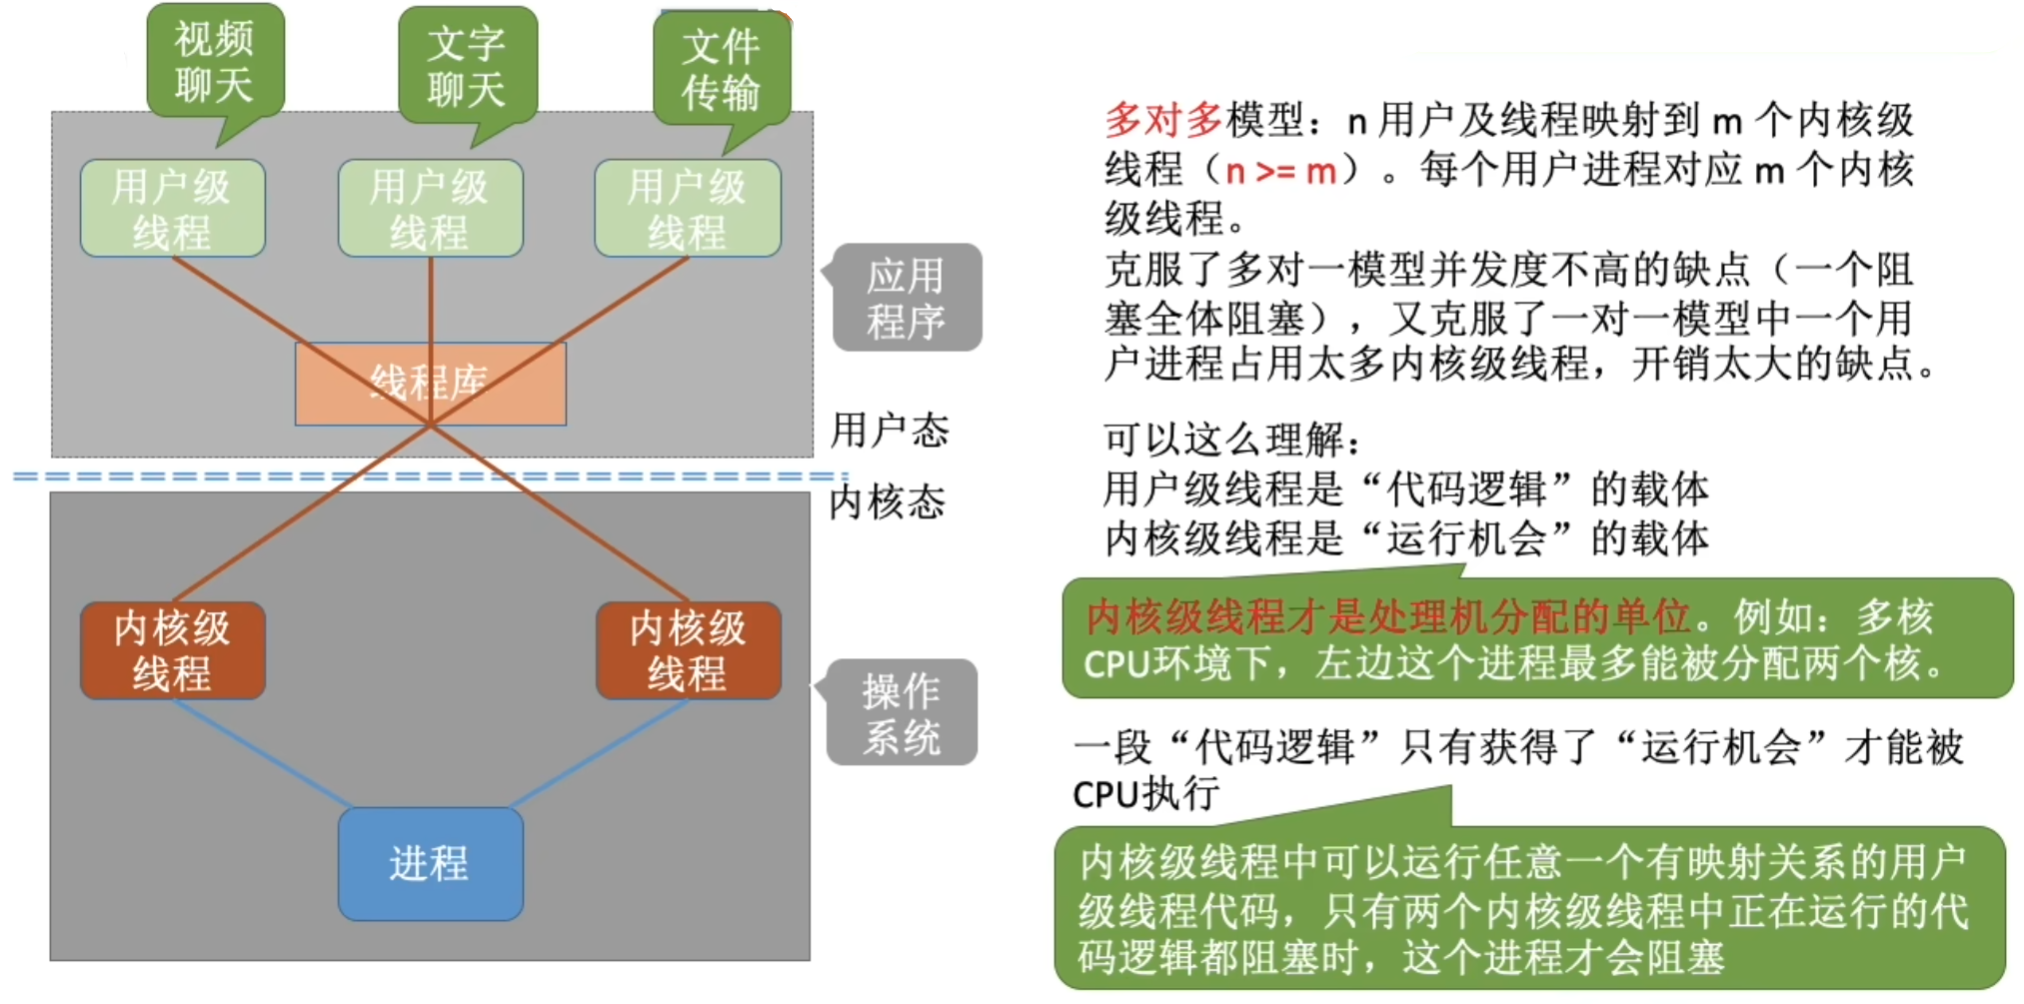 视频
聊天
文字
聊天
文件
传输
用户级
线程
用户级
线程
用户级
线程
应用
程序
线程库
用户态
内核态
内核级
线程
内核级
线程
操作
系统
进程
多对多模型：n 用户及线程映射到 m 个内核级
线程（n >= m）。每个用户进程对应 m 个内核
级线程。
克服了多对一模型并发度不高的缺点（一个阻
塞全体阻塞），又克服了一对一模型中一个用
户进程占用太多内核级线程，开销太大的缺点。
可以这么理解：
用户级线程是“代码逻辑”的载体
内核级线程是“运行机会”的载体
内核级线程才是处理机分配的单位。例如：多核
CPU环境下，左边这个进程最多能被分配两个核。
一段“代码逻辑”只有获得了“运行机会”才能被
CPU执行
内核级线程中可以运行任意一个有映射关系的用户
级线程代码，只有两个内核级线程中正在运行的代
码逻辑都阻塞时，这个进程才会阻塞